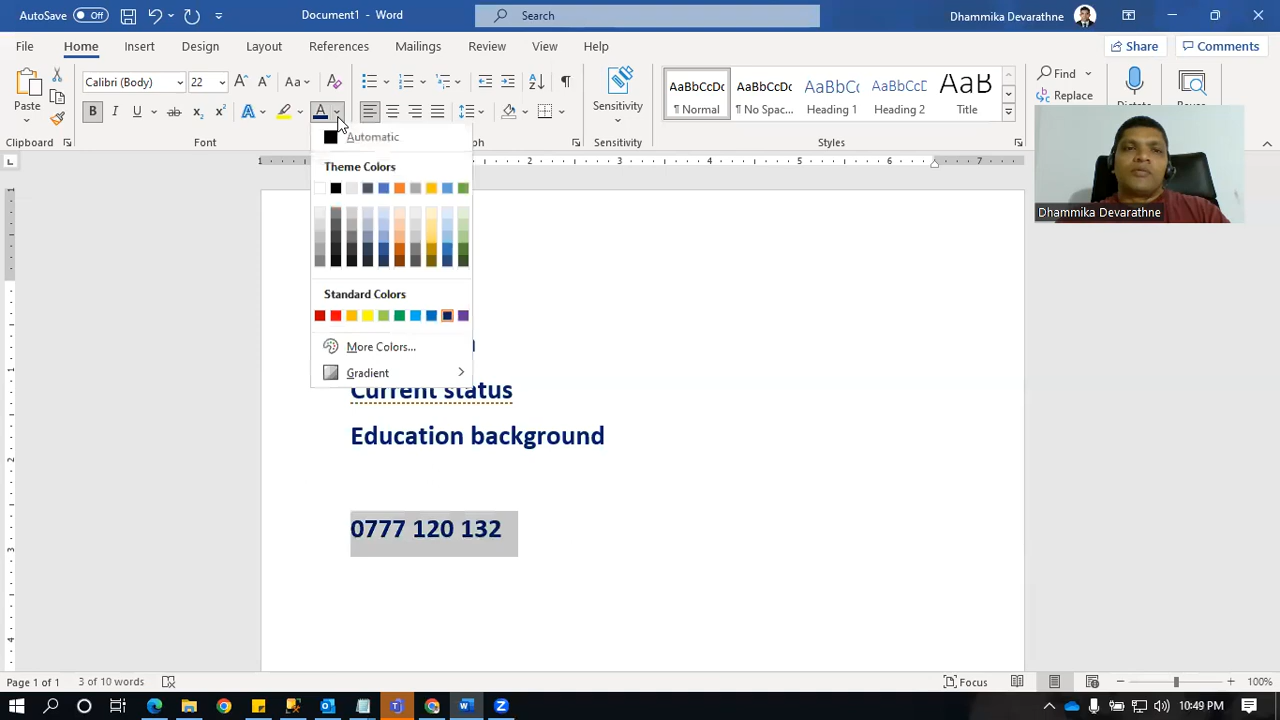 AutoSave Off Document1 - Word Search Dhammika Devarathne
File Home Insert Design Layout References Mailings Review View Help Share Comments
Calibri (Body) 22 Aa
AaBbCcDc AaBbCcDc AaBbCc AaBbCcD AaB
Find
Paste Sensitivity
Replace
¶ Normal ¶ No Spac... Heading 1 Heading 2 Title
Clipboard Font Sensitivity Styles
Automatic
Theme Colors
Standard Colors
More Colors...
Gradient
Dhammika Devarathne
Current status
Education background
0777 120 132
Page 1 of 1 3 of 10 words Focus 100%
10:49 PM